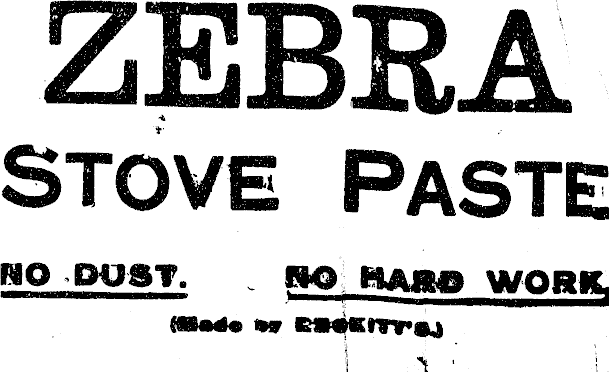 ZEBRA
STOVE PASTE
NO DUST. NO HARD WORK,
(Made by RECKITT'S.)